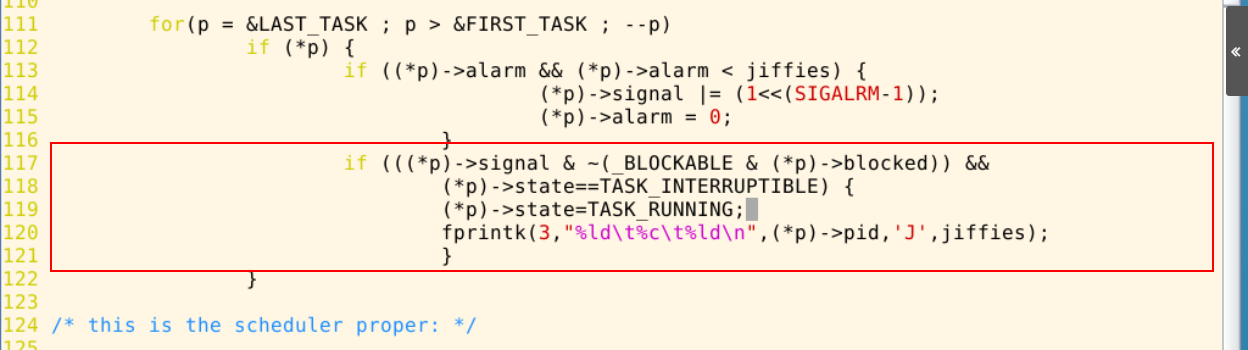 110
111 for(p = &LAST_TASK ; p > &FIRST_TASK ; --p)
112 if (*p) {
113 if ((*p)->alarm && (*p)->alarm < jiffies) {
114 (*p)->signal |= (1<<(SIGALRM-1));
115 (*p)->alarm = 0;
116 }
117 if (((*p)->signal & ~(_BLOCKABLE & (*p)->blocked)) &&
118 (*p)->state==TASK_INTERRUPTIBLE) {
119 (*p)->state=TASK_RUNNING;
120 fprintk(3,"%ld\t%c\t%ld\n",(*p)->pid,'J',jiffies);
121 }
122 }
123
124 /* this is the scheduler proper: */
125
«